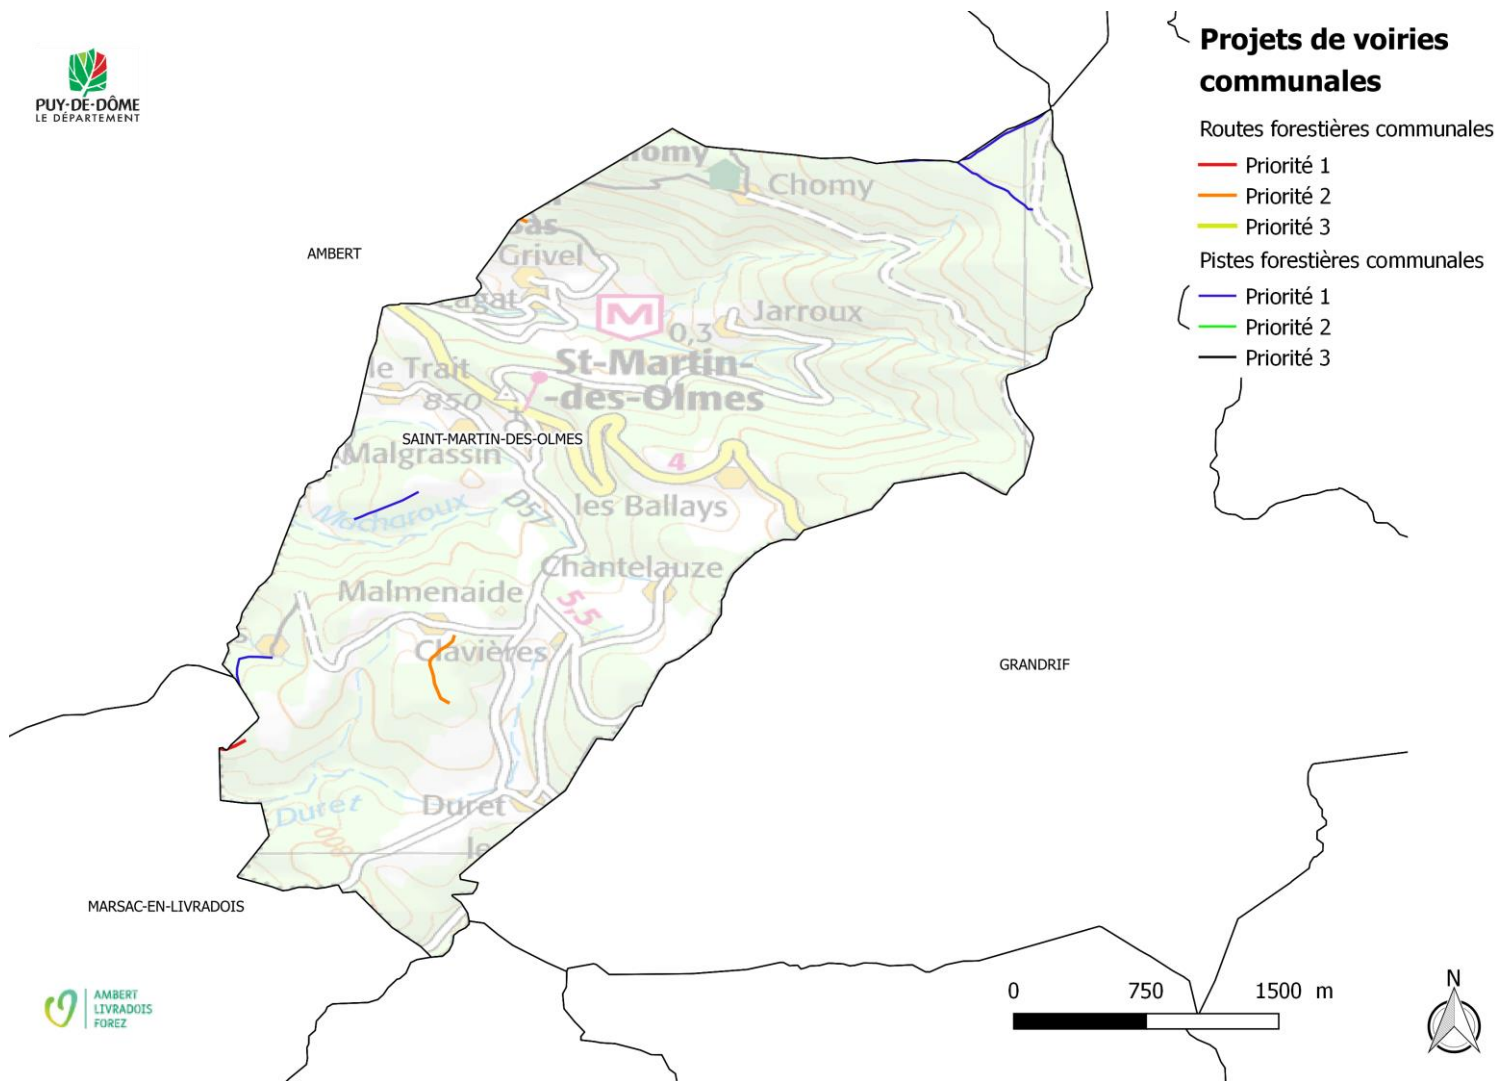 PUY-DE-DÔME
LE DÉPARTEMENT
Projets de voiries
communales
Routes forestières communales
Priorité 1
Priorité 2
Priorité 3
Pistes forestières communales
Priorité 1
Priorité 2
Priorité 3
Chomy
AMBERT
Grivel
M
0,3
Jarroux
le Trait
850
St-Martin-
-des-Olmes
SAINT-MARTIN-DES-OLMES
Malgrassin
4
Macharoux
D57
les Ballays
Chantelauze
Malmenaide
5,5
Clavières
GRANDRIF
Duret
Duret
800
le
MARSAC-EN-LIVRADOIS
AMBERT
LIVRADOIS
FOREZ
0 750 1500 m
N